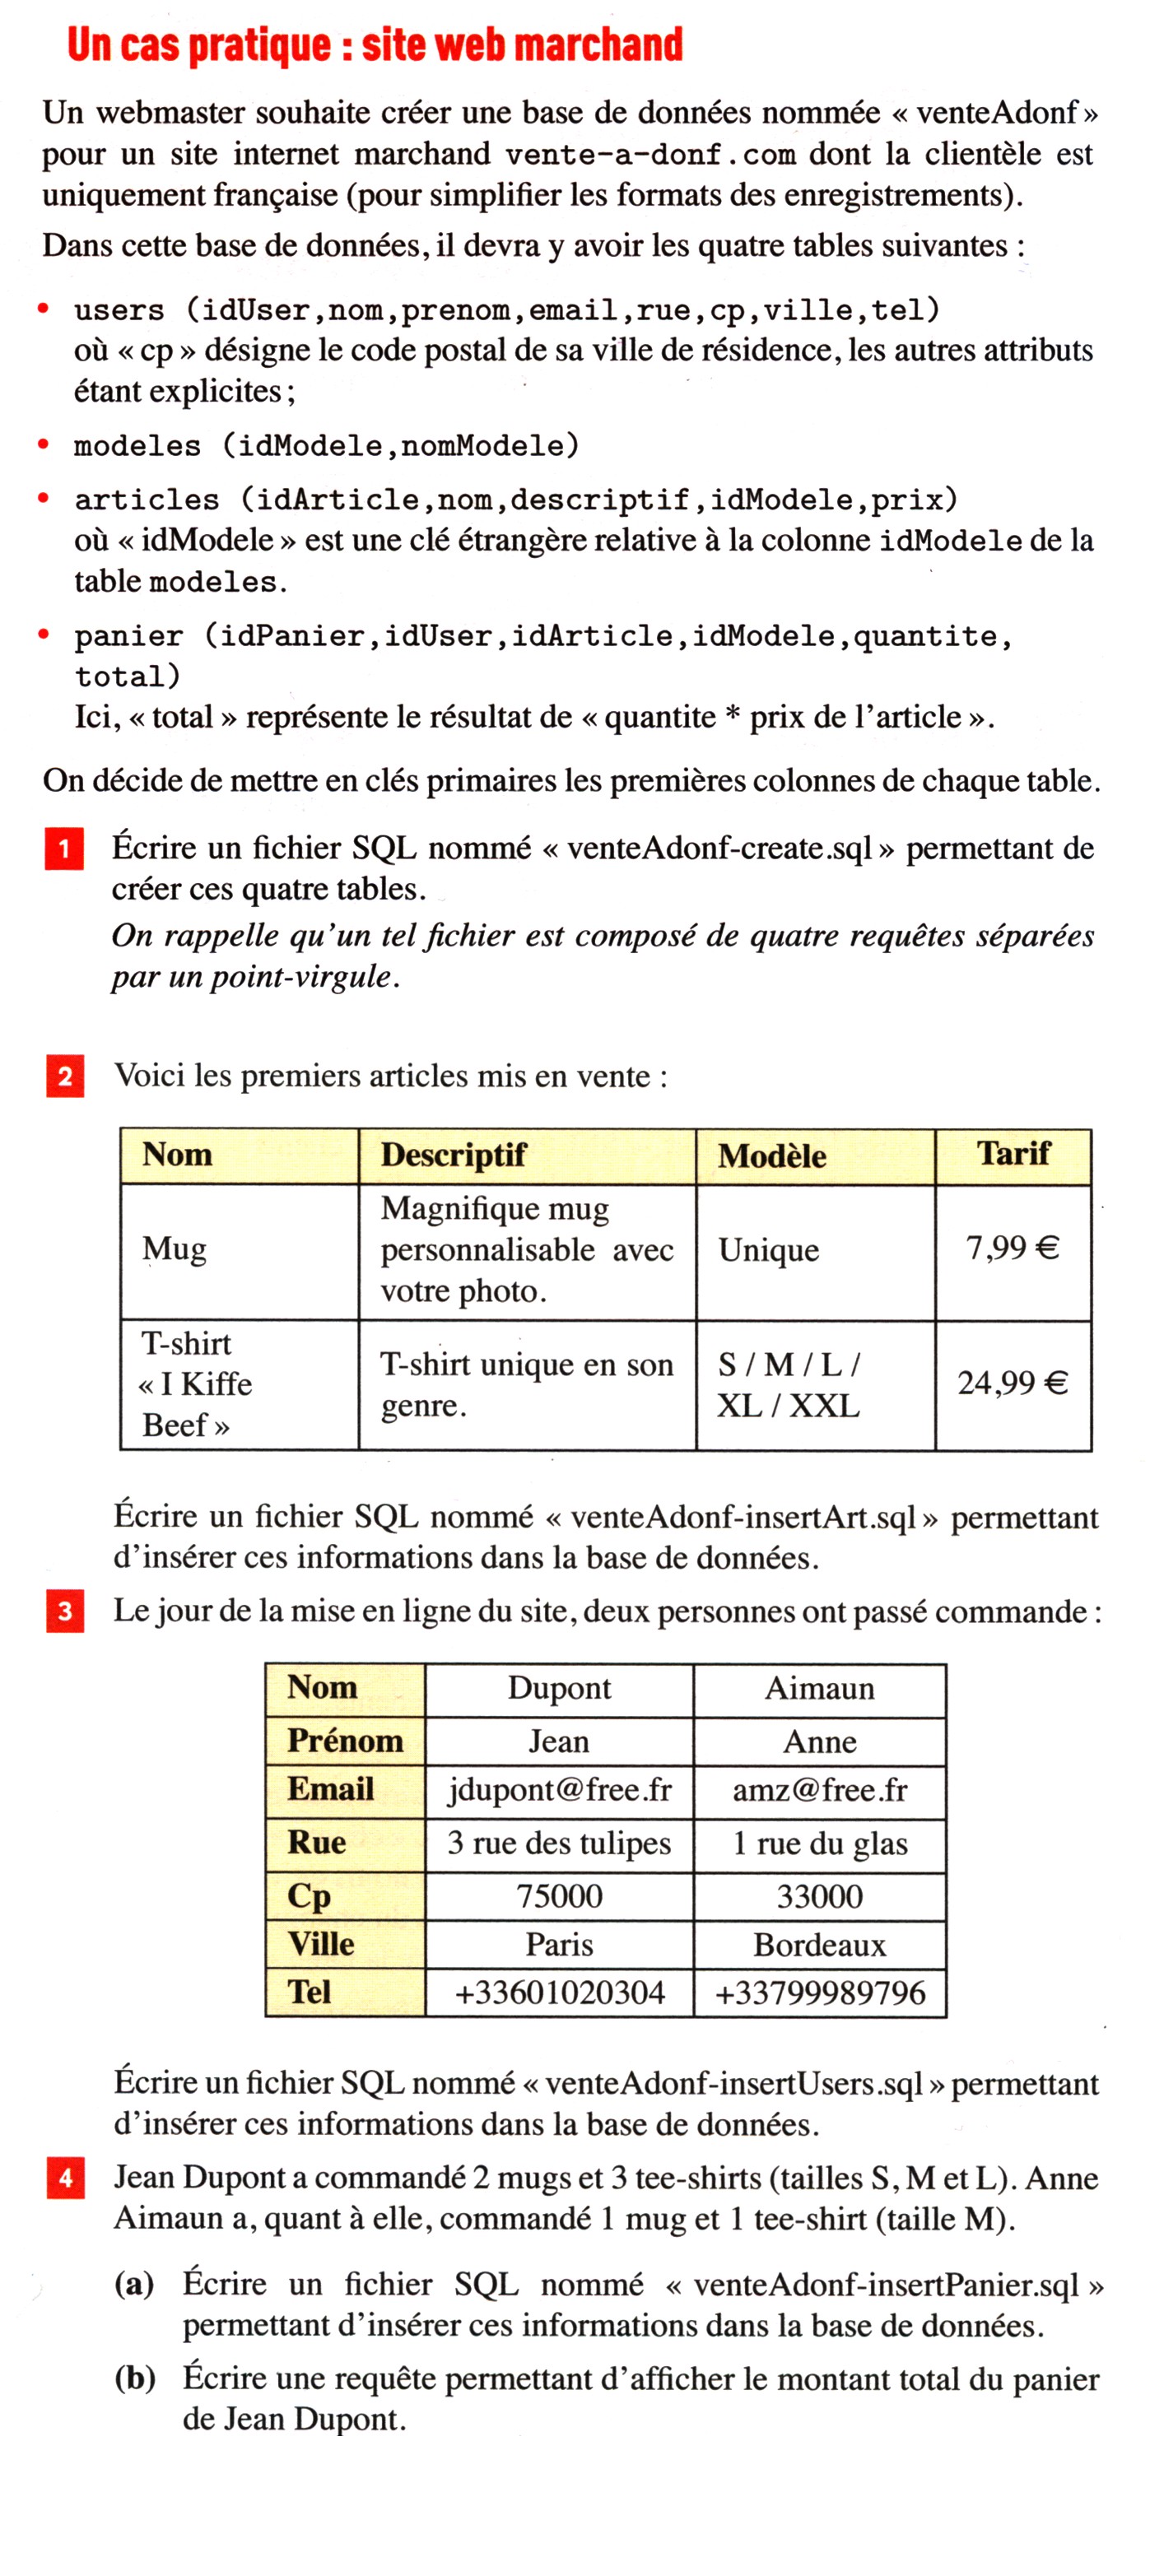 Un cas pratique : site web marchand
Un webmaster souhaite créer une base de données nommée « venteAdonf »
pour un site internet marchand vente-a-donf.com dont la clientèle est
uniquement française (pour simplifier les formats des enregistrements).
Dans cette base de données, il devra y avoir les quatre tables suivantes :
• users (idUser,nom,prenom,email,rue,cp,ville,tel)
où « cp » désigne le code postal de sa ville de résidence, les autres attributs
étant explicites ;
• modeles (idModele,nomModele)
• articles (idArticle,nom,descriptif,idModele,prix)
où « idModele » est une clé étrangère relative à la colonne idModele de la
table modeles.
• panier (idPanier,idUser,idArticle,idModele,quantite,
total)
Ici, « total » représente le résultat de « quantite * prix de l'article ».
On décide de mettre en clés primaires les premières colonnes de chaque table.
1 Écrire un fichier SQL nommé « venteAdonf-create.sql » permettant de
créer ces quatre tables.
On rappelle qu'un tel fichier est composé de quatre requêtes séparées
par un point-virgule.
2 Voici les premiers articles mis en vente :
Nom Descriptif Modèle Tarif
Mug Magnifique mug personnalisable avec votre photo. Unique 7,99 €
T-shirt « I Kiffe Beef » T-shirt unique en son genre. S / M / L / XL / XXL 24,99 €
Écrire un fichier SQL nommé « venteAdonf-insertArt.sql » permettant
d'insérer ces informations dans la base de données.
3 Le jour de la mise en ligne du site, deux personnes ont passé commande :
Nom Dupont Aimaun
Prénom Jean Anne
Email jdupont@free.fr amz@free.fr
Rue 3 rue des tulipes 1 rue du glas
Cp 75000 33000
Ville Paris Bordeaux
Tel +33601020304 +33799989796
Écrire un fichier SQL nommé « venteAdonf-insertUsers.sql » permettant
d'insérer ces informations dans la base de données.
4 Jean Dupont a commandé 2 mugs et 3 tee-shirts (tailles S, M et L). Anne
Aimaun a, quant à elle, commandé 1 mug et 1 tee-shirt (taille M).
(a) Écrire un fichier SQL nommé « venteAdonf-insertPanier.sql »
permettant d'insérer ces informations dans la base de données.
(b) Écrire une requête permettant d'afficher le montant total du panier
de Jean Dupont.